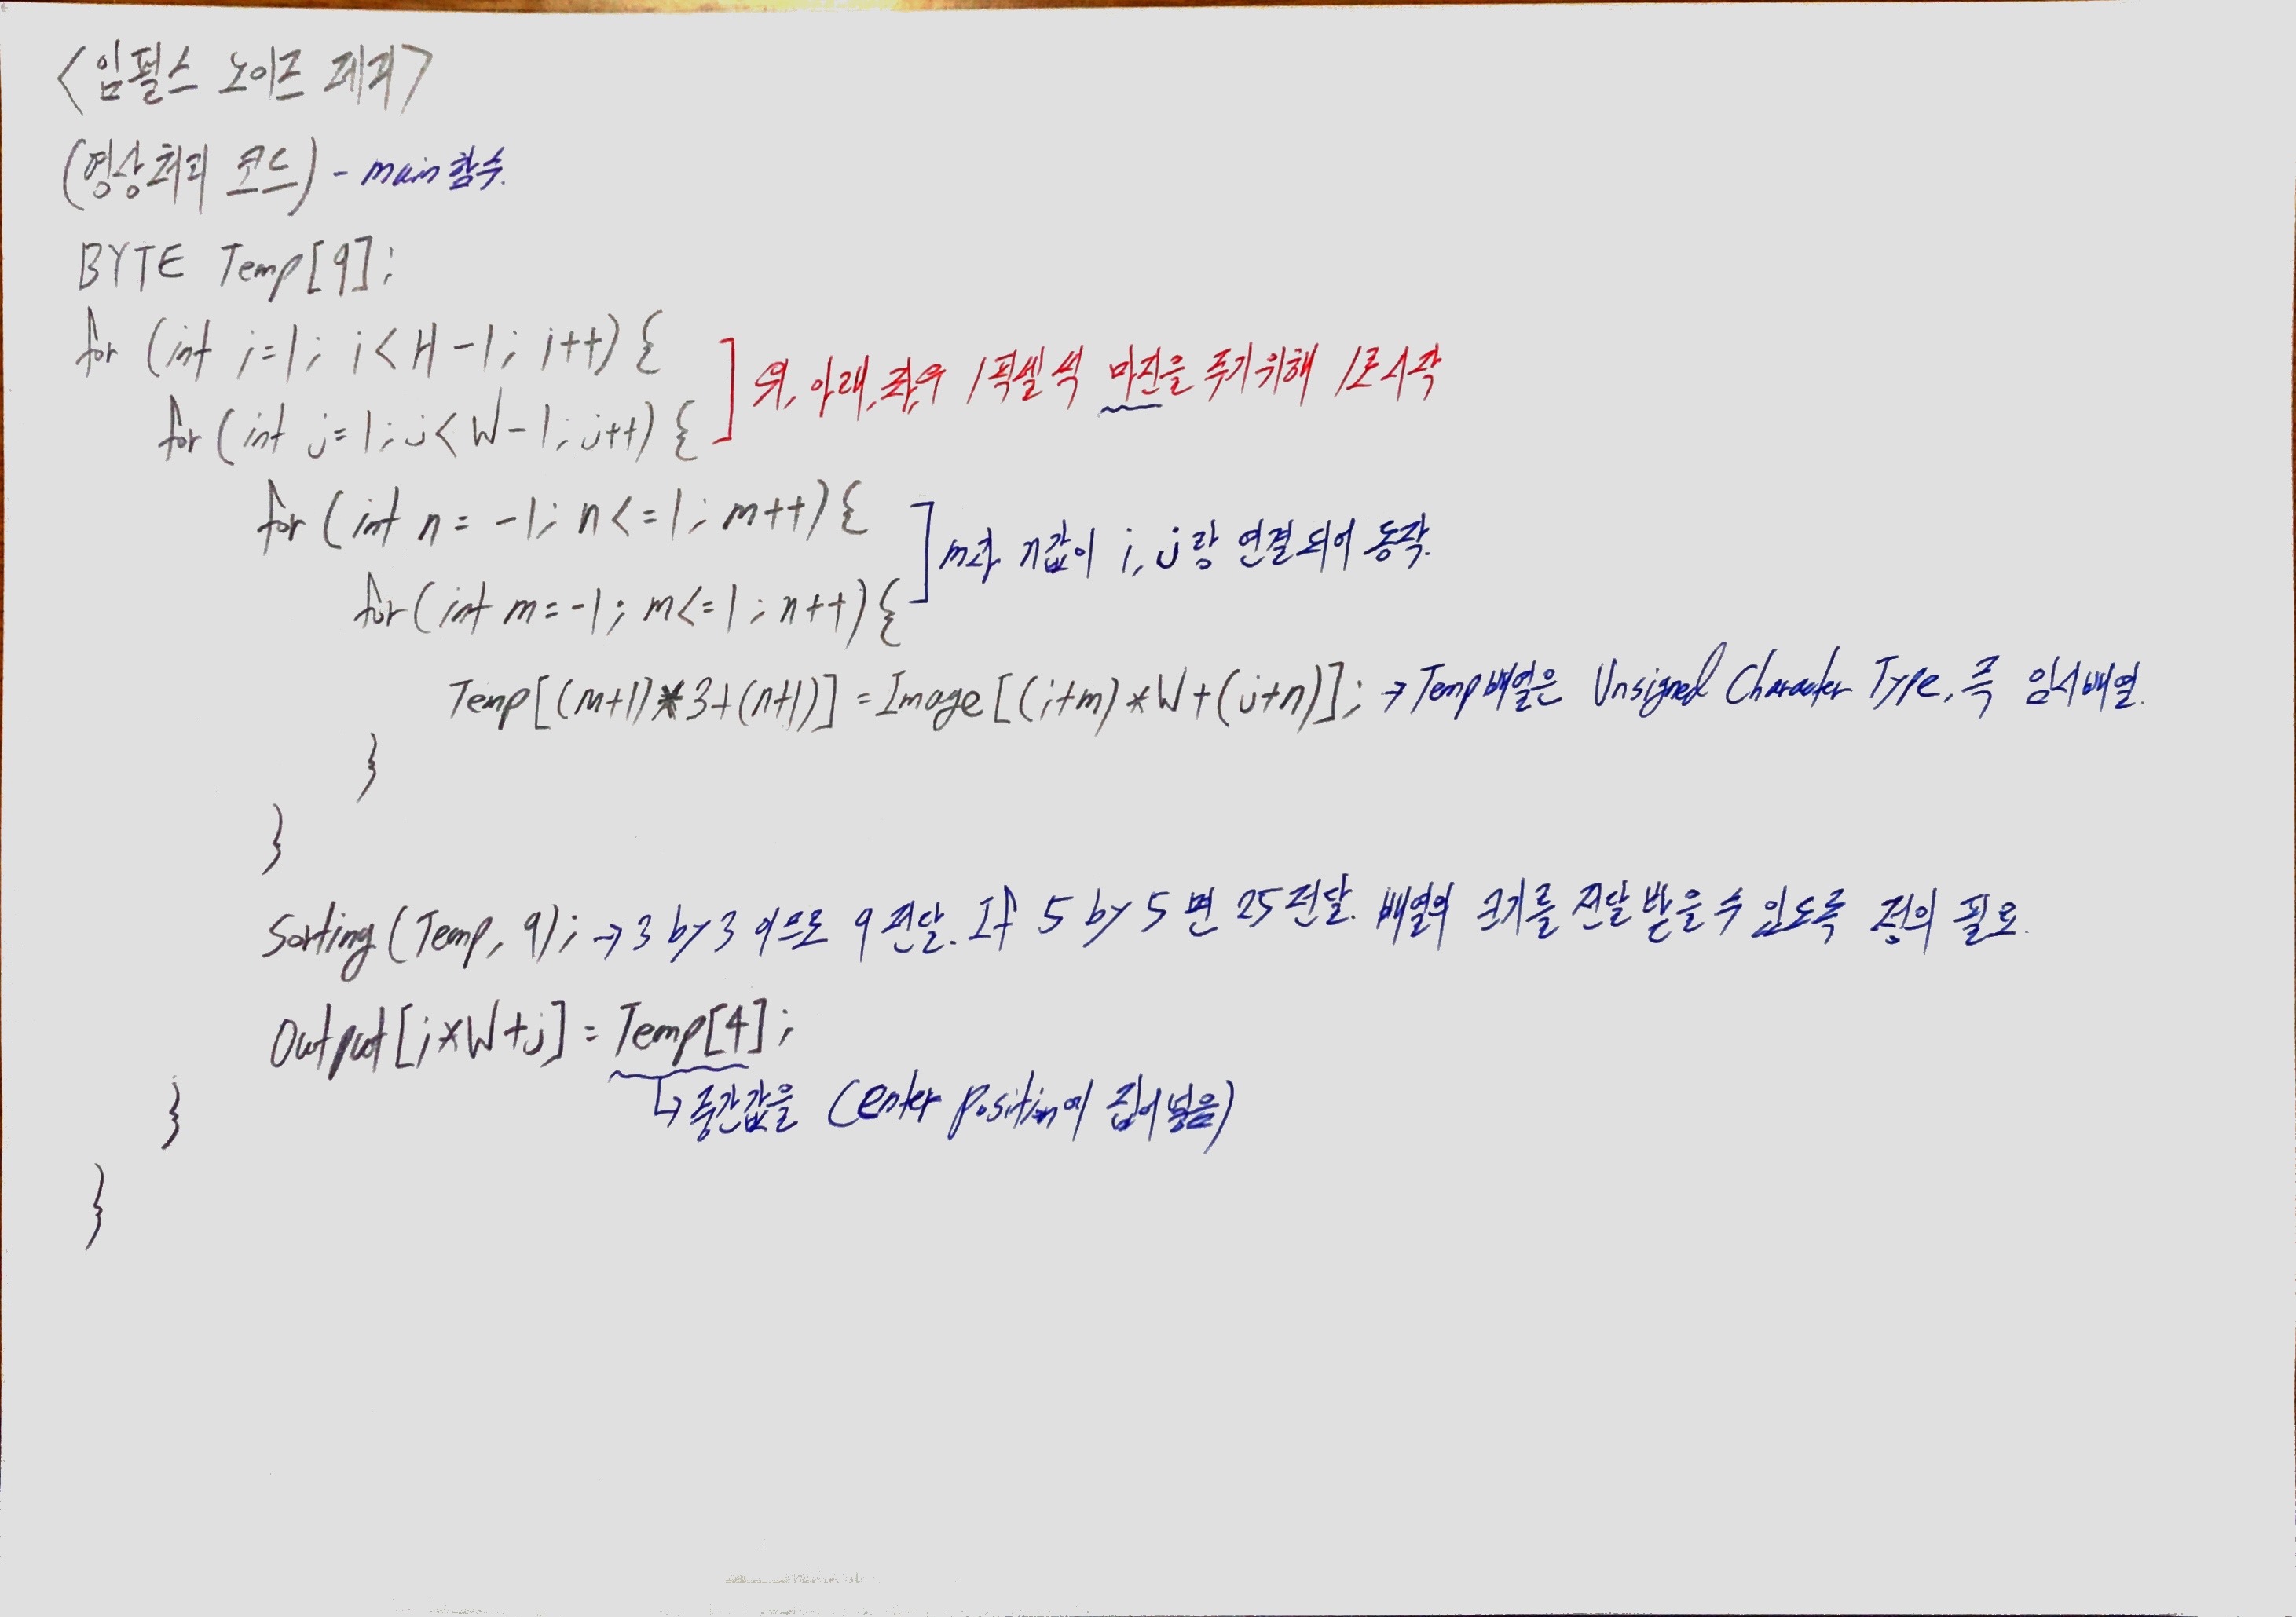 <임펄스 노이즈 제거>
(영상처리 코드) - main 함수.
BYTE Temp[9];
for (int i=1; i<H-1; i++) {
for (int j=1; j<W-1; j++) {
] 위, 아래, 좌, 우 1픽셀씩 마진을 주기위해 1로 시작
for (int n = -1; n<=1; m++) {
for (int m=-1; m<=1; n++) {
] m과 n값이 i, j랑 연결되어 동작.
Temp[(m+1)*3+(n+1)] = Image[(i+m)*W+(j+n)]; → Temp배열은 Unsigned Character Type, 즉 임시배열.
}
}
Sorting (Temp, 9); → 3 by 3 이므로 9 전달. If 5 by 5 면 25 전달. 배열의 크기를 전달 받을 수 있도록 정의 필요.
Output[i*W+j] = Temp[4];
↳ 중간값을 (Center position에 집어넣음)
}
}